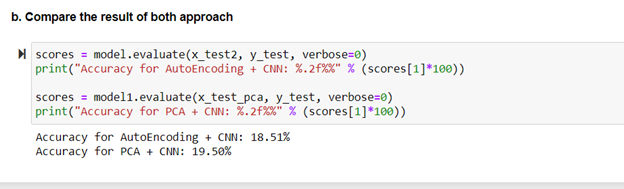 b. Compare the result of both approach
scores = model.evaluate(x_test2, y_test, verbose=0)
print("Accuracy for AutoEncoding + CNN: %.2f%%" % (scores[1]*100))
scores = model1.evaluate(x_test_pca, y_test, verbose=0)
print("Accuracy for PCA + CNN: %.2f%%" % (scores[1]*100))
Accuracy for AutoEncoding + CNN: 18.51%
Accuracy for PCA + CNN: 19.50%